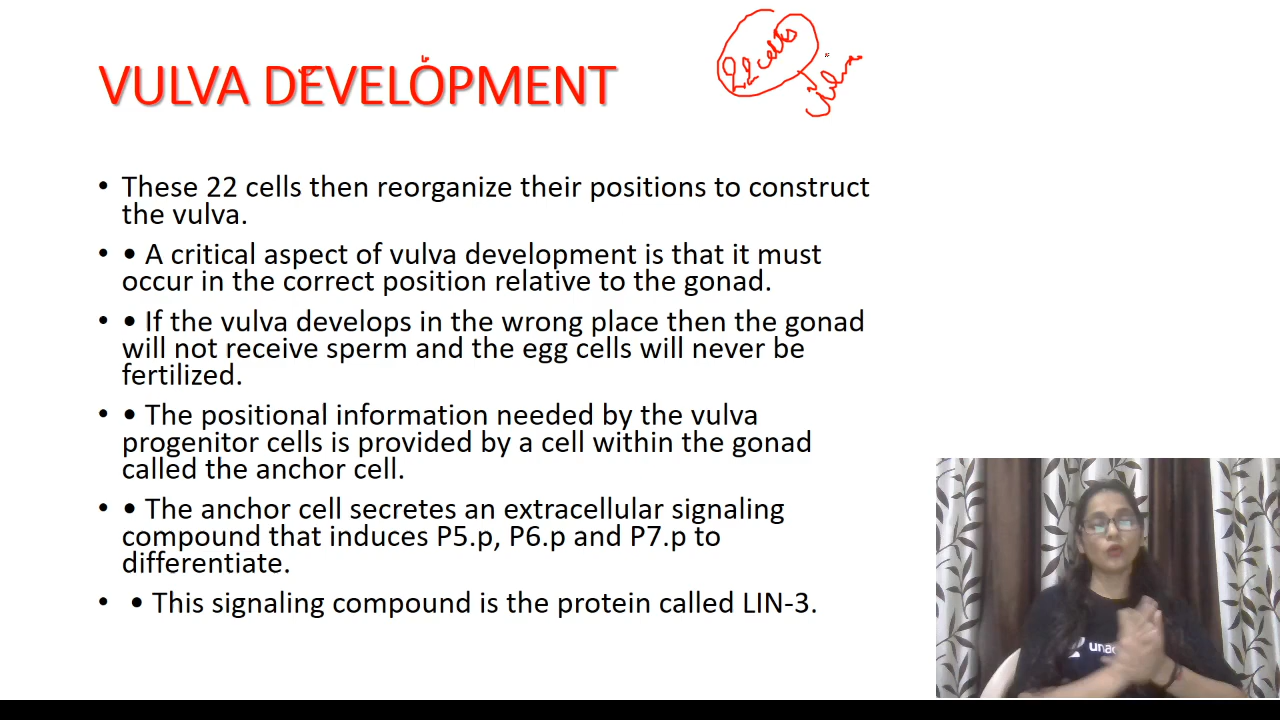 22 cells
VULVA DEVELOPMENT
vulva
• These 22 cells then reorganize their positions to construct
the vulva.
• • A critical aspect of vulva development is that it must
occur in the correct position relative to the gonad.
• • If the vulva develops in the wrong place then the gonad
will not receive sperm and the egg cells will never be
fertilized.
• • The positional information needed by the vulva
progenitor cells is provided by a cell within the gonad
called the anchor cell.
• • The anchor cell secretes an extracellular signaling
compound that induces P5.p, P6.p and P7.p to
differentiate.
• • This signaling compound is the protein called LIN-3.